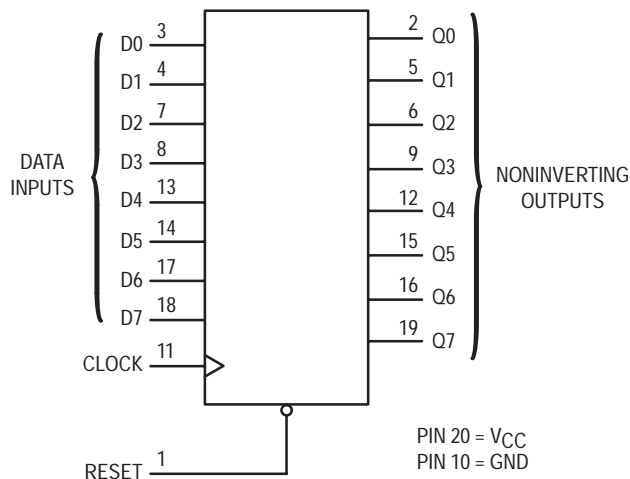 D0 3
D1 4
D2 7
D3 8
D4 13
D5 14
D6 17
D7 18
DATA
INPUTS
CLOCK 11
RESET 1
2 Q0
5 Q1
6 Q2
9 Q3
12 Q4
15 Q5
16 Q6
19 Q7
NONINVERTING
OUTPUTS
PIN 20 = VCC
PIN 10 = GND